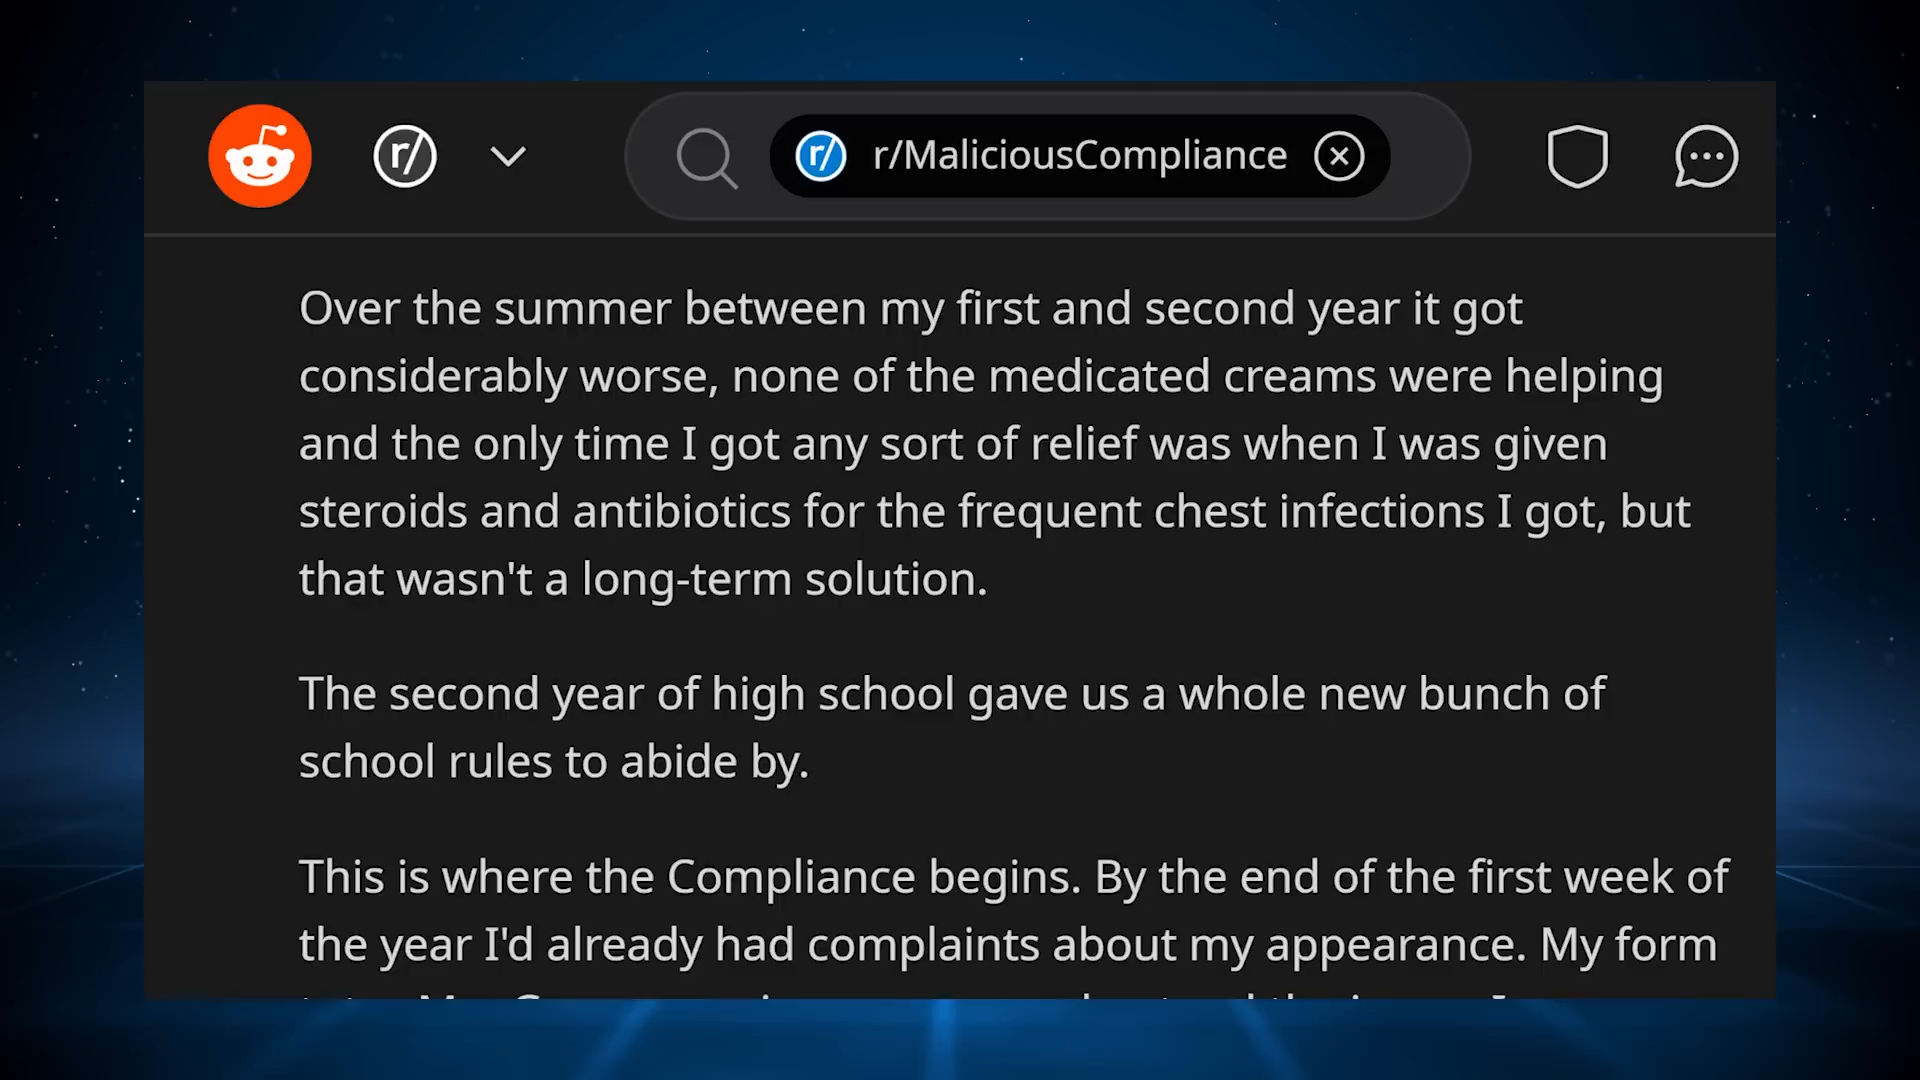 r/MaliciousCompliance
Over the summer between my first and second year it got
considerably worse, none of the medicated creams were helping
and the only time I got any sort of relief was when I was given
steroids and antibiotics for the frequent chest infections I got, but
that wasn't a long-term solution.
The second year of high school gave us a whole new bunch of
school rules to abide by.
This is where the Compliance begins. By the end of the first week of
the year I'd already had complaints about my appearance. My form